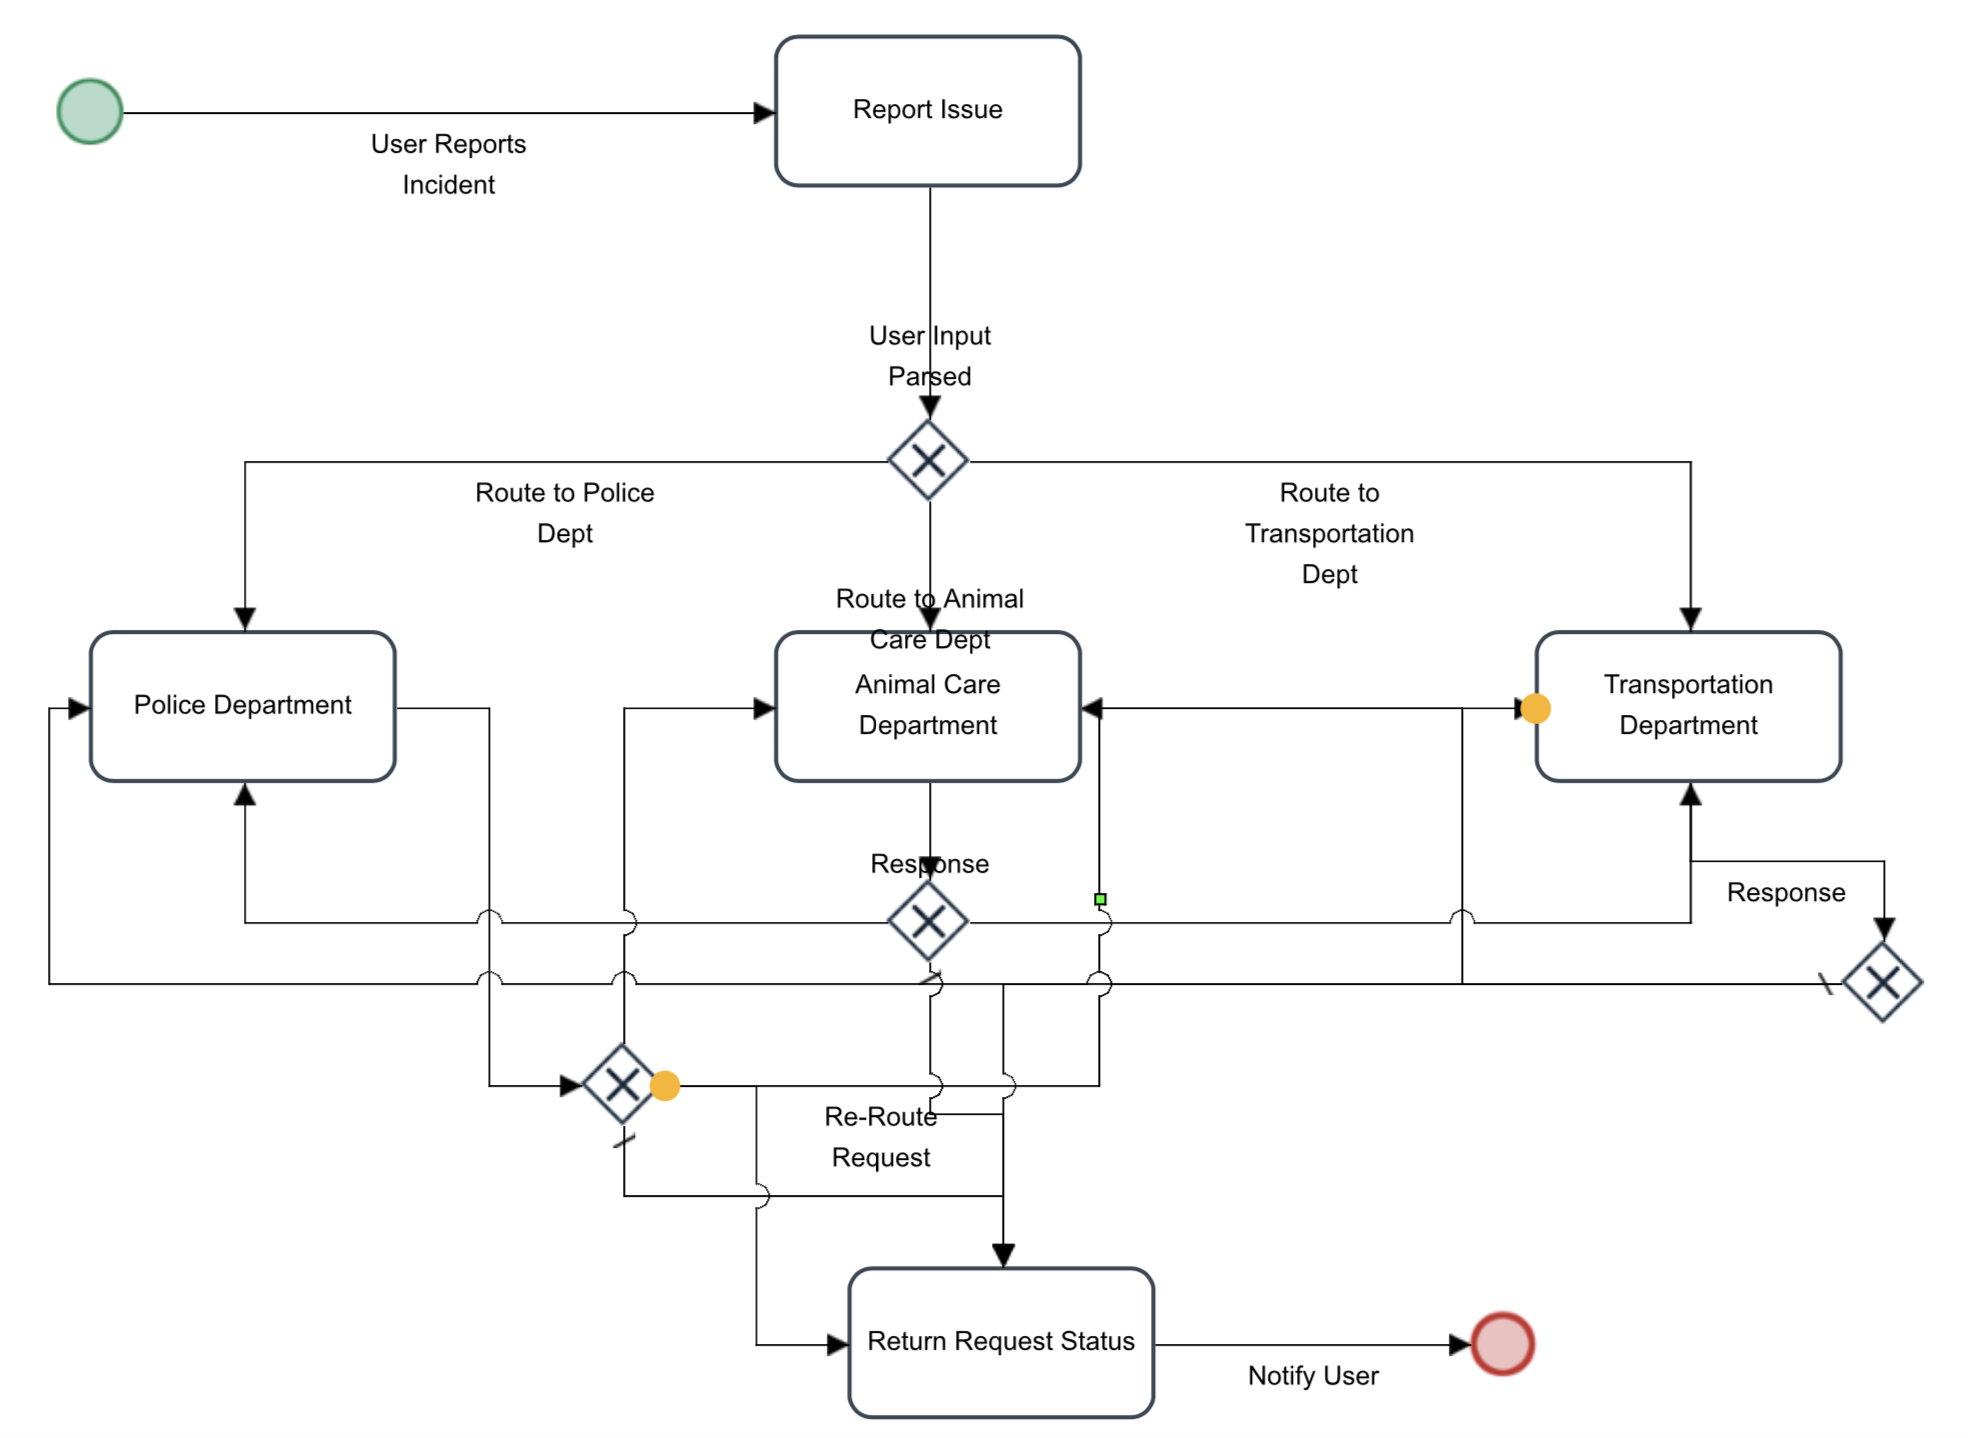 Report Issue
User Reports
Incident
User Input
Parsed
Route to Police
Dept
Route to
Transportation
Dept
Route to Animal
Care Dept
Police Department
Animal Care
Department
Transportation
Department
Response
Response
Re-Route
Request
Return Request Status
Notify User